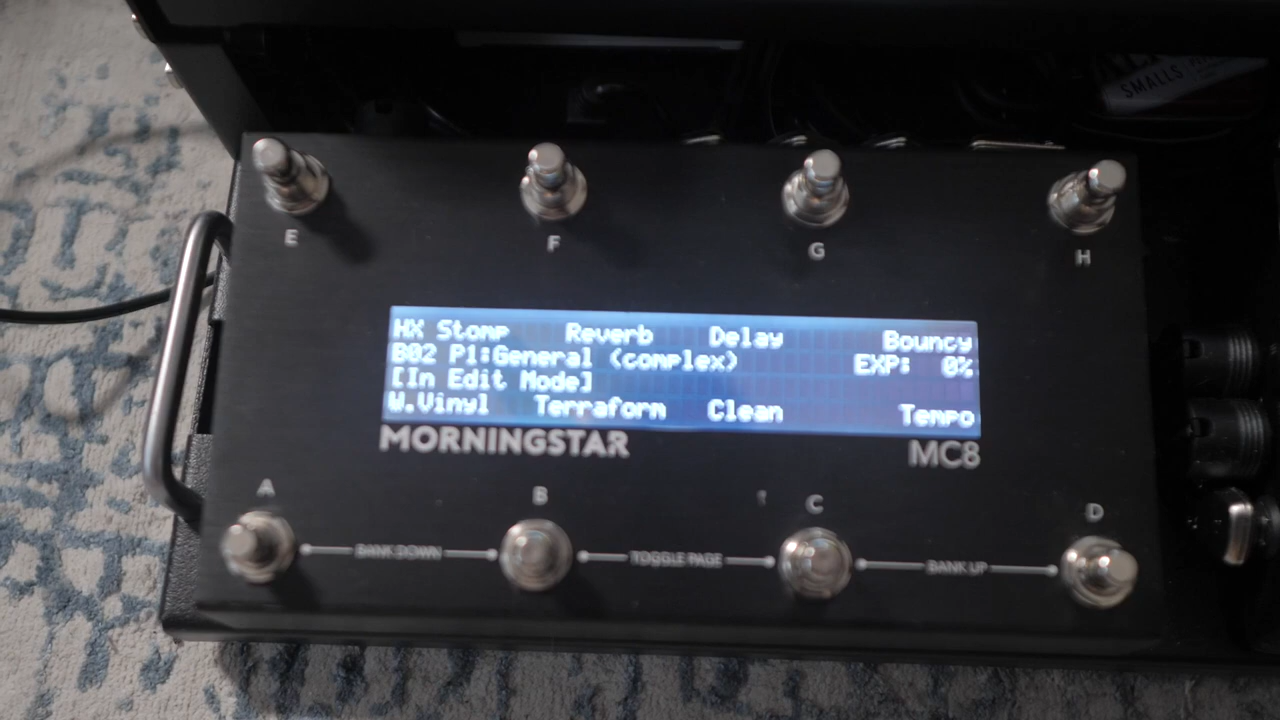 SMALLS
E F G H
HX Stomp Reverb Delay Bouncy
B02 P1:General (complex) EXP: 0%
[In Edit Mode]
W.Vinyl Terraform Clean Tempo
MORNINGSTAR MC8
A B C D
BANK DOWN TOGGLE PAGE BANK UP